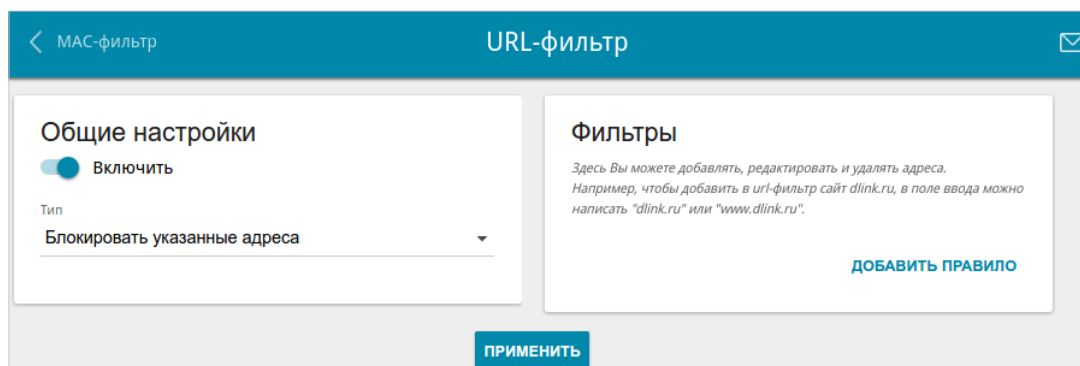 МАС-фильтр
URL-фильтр
Общие настройки
Включить
Тип
Блокировать указанные адреса
Фильтры
Здесь Вы можете добавлять, редактировать и удалять адреса.
Например, чтобы добавить в url-фильтр сайт dlink.ru, в поле ввода можно
написать "dlink.ru" или "www.dlink.ru".
ДОБАВИТЬ ПРАВИЛО
ПРИМЕНИТЬ